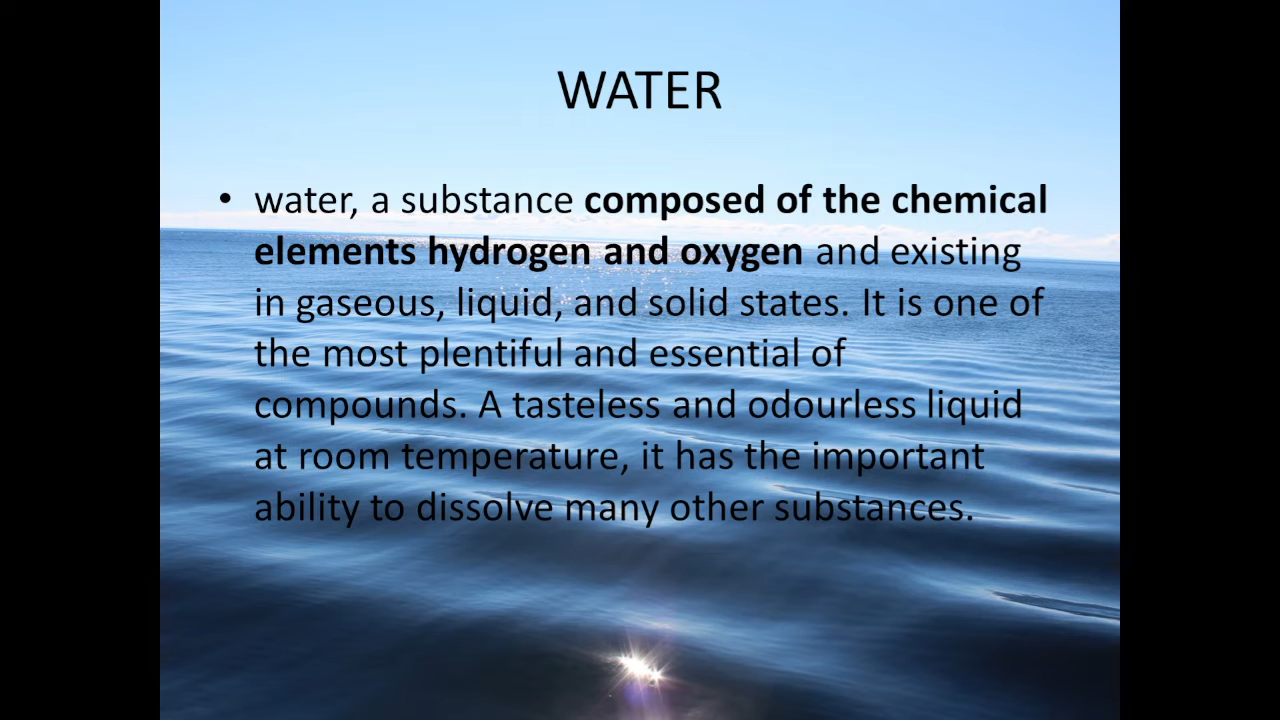 WATER
• water, a substance composed of the chemical
elements hydrogen and oxygen and existing
in gaseous, liquid, and solid states. It is one of
the most plentiful and essential of
compounds. A tasteless and odourless liquid
at room temperature, it has the important
ability to dissolve many other substances.